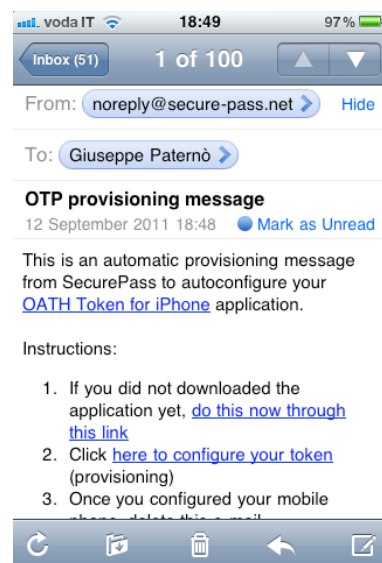 voda IT 18:49 97%
Inbox (51) 1 of 100
From: noreply@secure-pass.net Hide
To: Giuseppe Paternò
OTP provisioning message
12 September 2011 18:48 Mark as Unread
This is an automatic provisioning message
from SecurePass to autoconfigure your
OATH Token for iPhone application.
Instructions:
1. If you did not downloaded the
application yet, do this now through
this link
2. Click here to configure your token
(provisioning)
3. Once you configured your mobile
phone, delete this e-mail